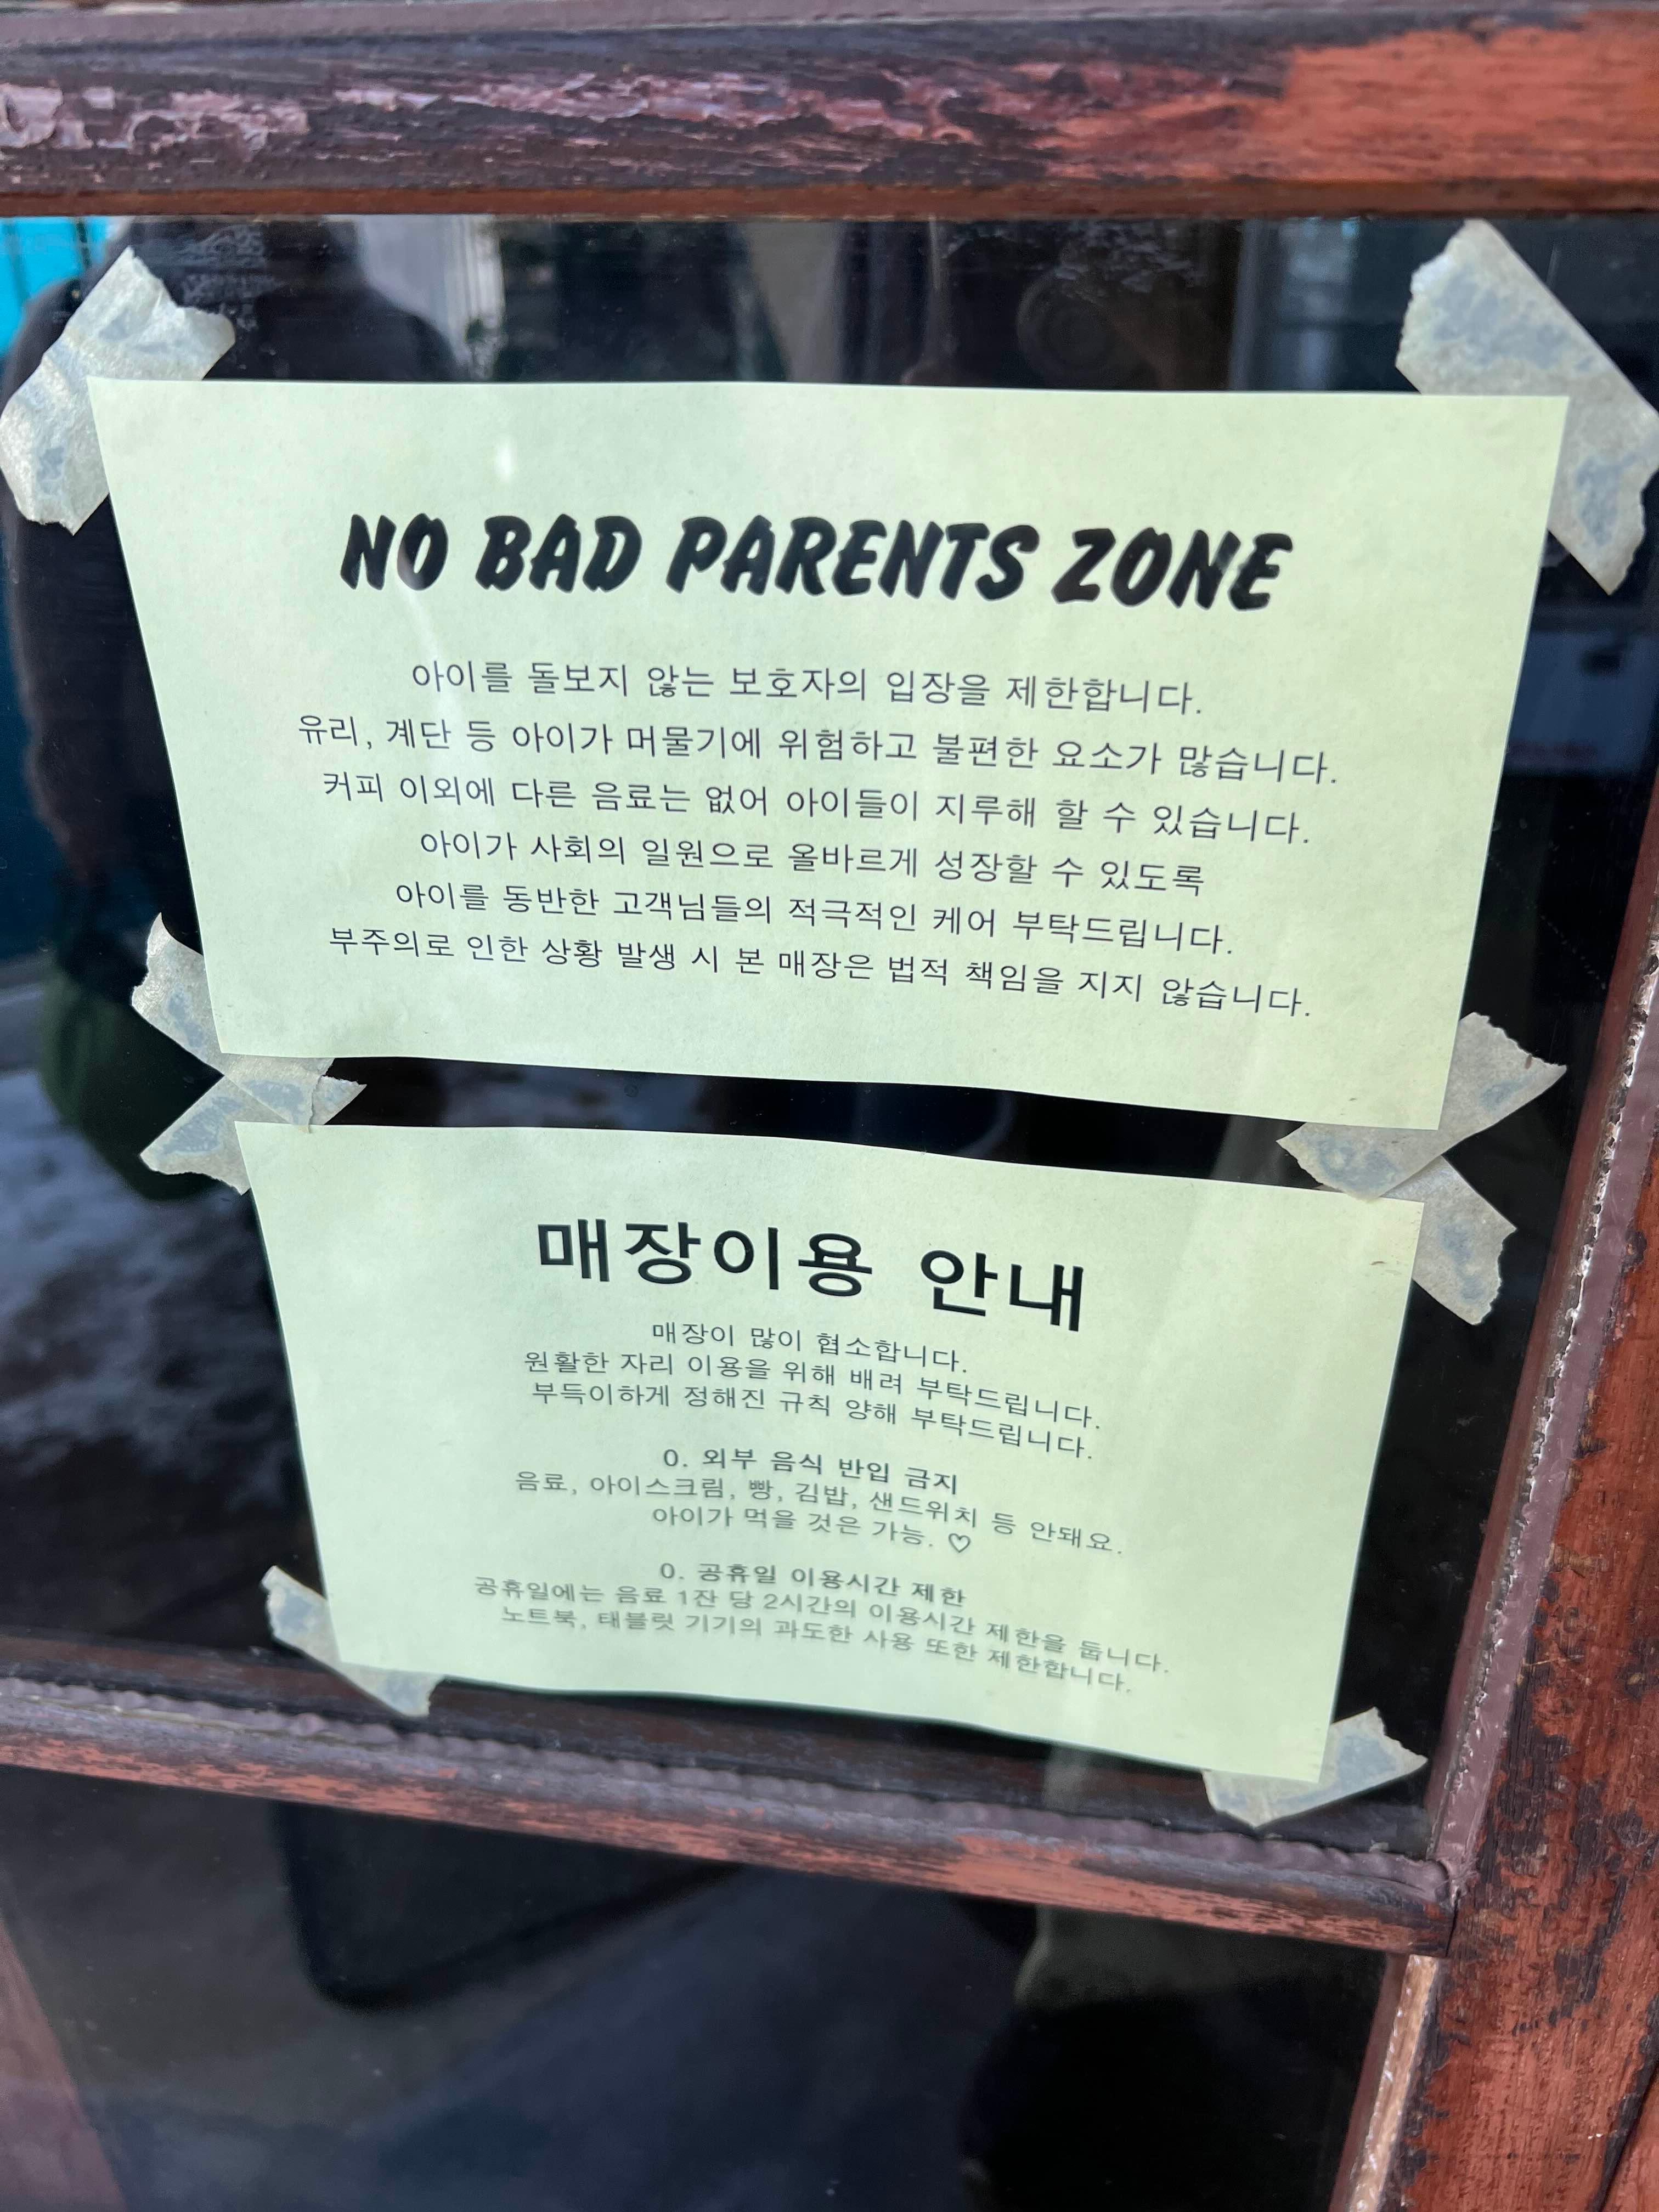 NO BAD PARENTS ZONE
아이를 돌보지 않는 보호자의 입장을 제한합니다.
유리, 계단 등 아이가 머물기에 위험하고 불편한 요소가 많습니다.
커피 이외에 다른 음료는 없어 아이들이 지루해 할 수 있습니다.
아이가 사회의 일원으로 올바르게 성장할 수 있도록
아이를 동반한 고객님들의 적극적인 케어 부탁드립니다.
부주의로 인한 상황 발생 시 본 매장은 법적 책임을 지지 않습니다.
매장이용 안내
매장이 많이 협소합니다.
원활한 자리 이용을 위해 배려 부탁드립니다.
부득이하게 정해진 규칙 양해 부탁드립니다.
0. 외부 음식 반입 금지
음료, 아이스크림, 빵, 김밥, 샌드위치 등 안돼요.
아이가 먹을 것은 가능. ♡
0. 공휴일 이용시간 제한
공휴일에는 음료 1잔 당 2시간의 이용시간 제한을 둡니다.
노트북, 태블릿 기기의 과도한 사용 또한 제한합니다.